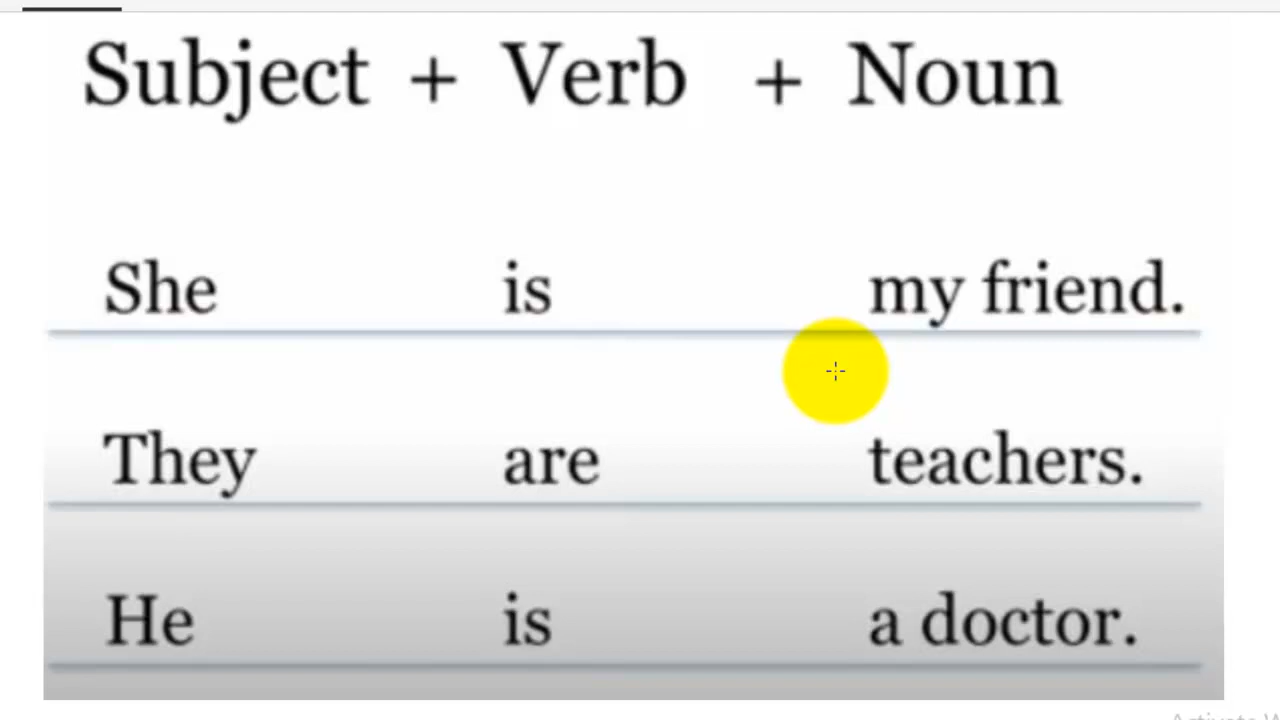 Subject + Verb + Noun
She is my friend.
They are teachers.
He is a doctor.